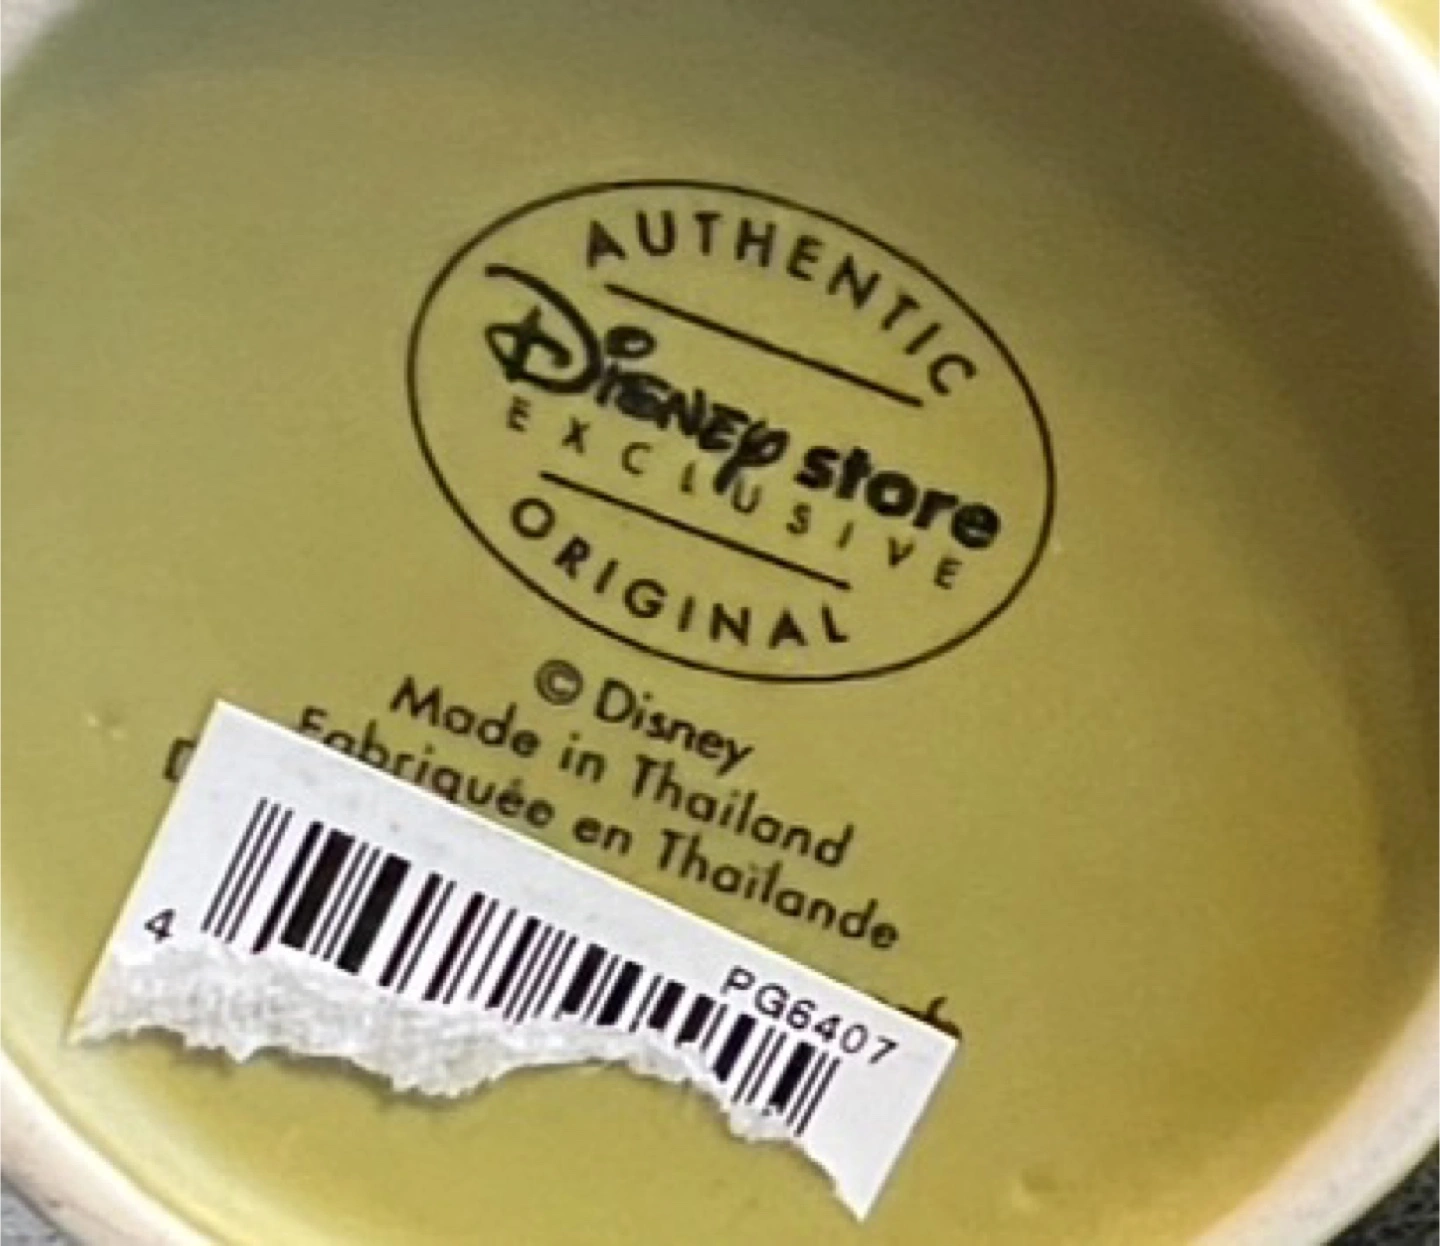 AUTHENTIC
Disney store
EXCLUSIVE
ORIGINAL
© Disney
Made in Thailand
Fabriquée en Thaïlande
PG6407
4